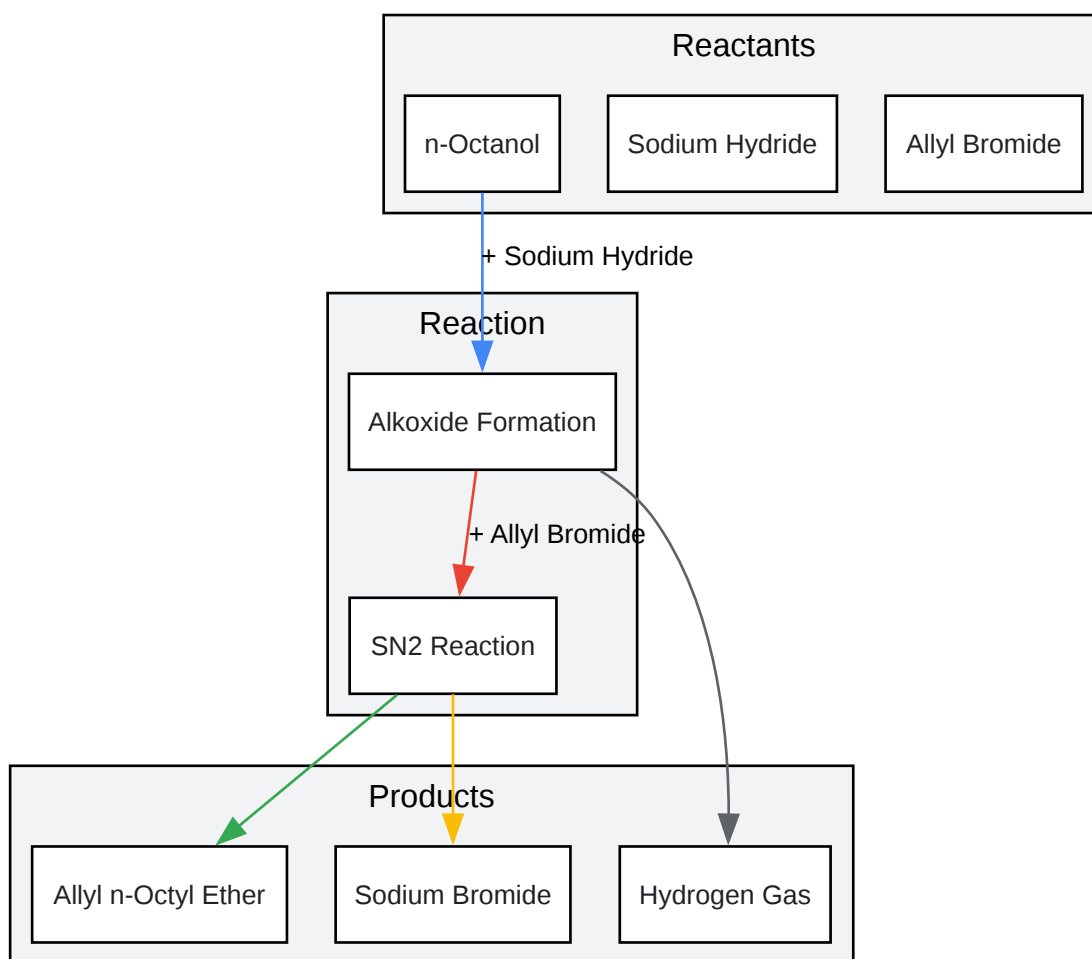 Reactants
n-Octanol
Sodium Hydride
Allyl Bromide
+ Sodium Hydride
Reaction
Alkoxide Formation
+ Allyl Bromide
SN2 Reaction
Products
Allyl n-Octyl Ether
Sodium Bromide
Hydrogen Gas